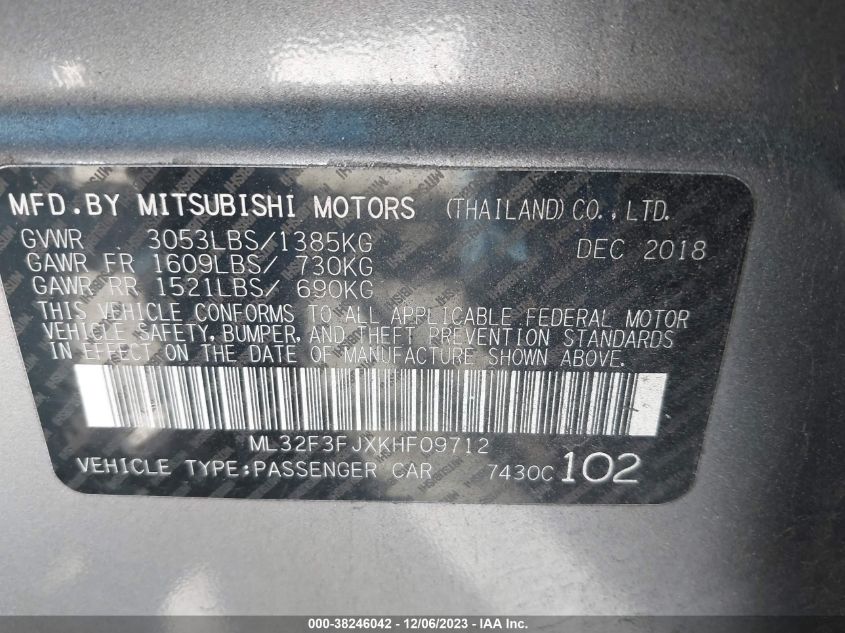 MFD.BY MITSUBISHI MOTORS (THAILAND) CO., LTD.
GVWR 3053LBS/1385KG DEC 2018
GAWR FR 1609LBS/ 730KG
GAWR RR 1521LBS/ 690KG
THIS VEHICLE CONFORMS TO ALL APPLICABLE FEDERAL MOTOR
VEHICLE SAFETY, BUMPER, AND THEFT PREVENTION STANDARDS
IN EFFECT ON THE DATE OF MANUFACTURE SHOWN ABOVE.
ML32F3FJXKHF09712
VEHICLE TYPE:PASSENGER CAR 7430C 102
000-38246042 - 12/06/2023 - IAA Inc.